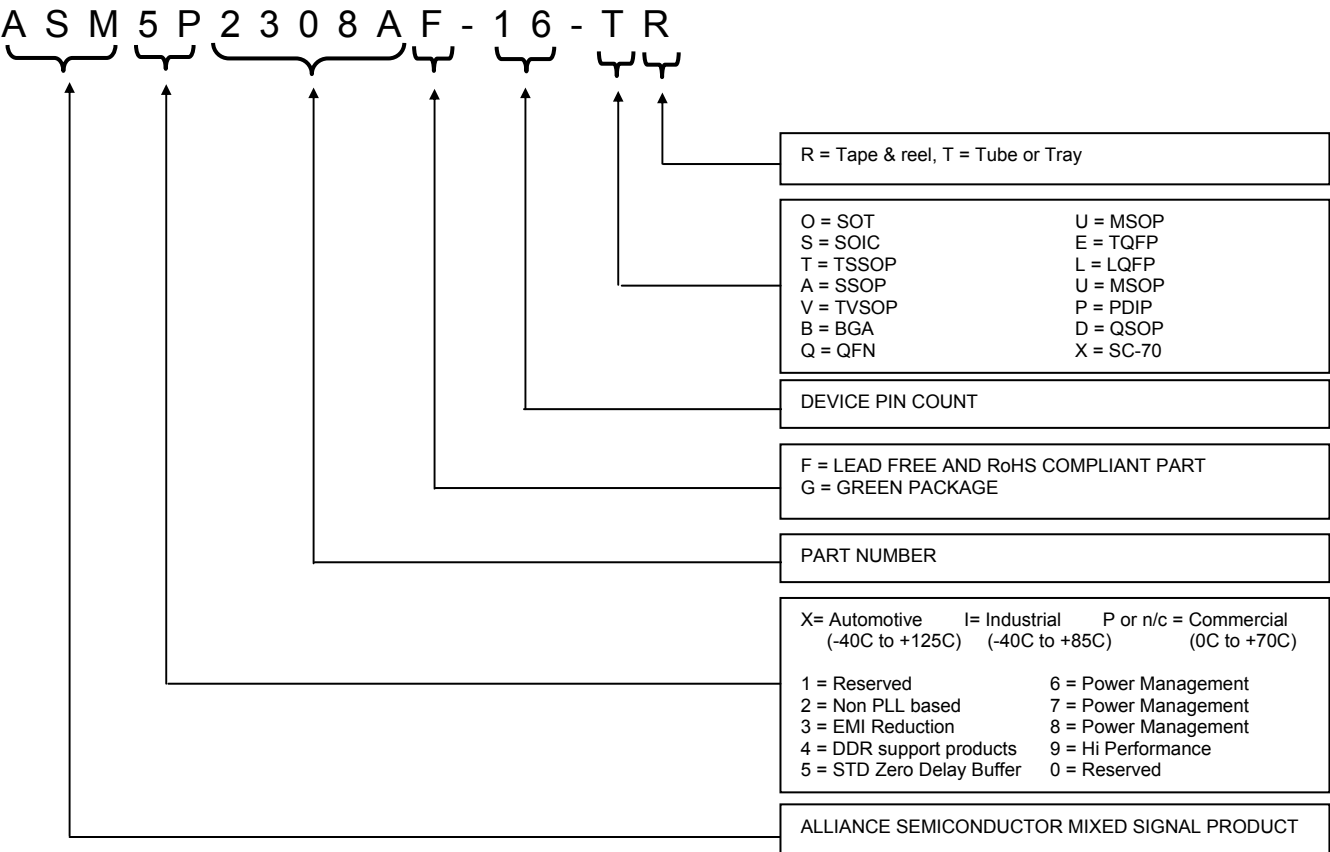 A S M 5 P 2 3 0 8 A F - 1 6 - T R
R = Tape & reel, T = Tube or Tray
O = SOT U = MSOP
S = SOIC E = TQFP
T = TSSOP L = LQFP
A = SSOP U = MSOP
V = TVSOP P = PDIP
B = BGA D = QSOP
Q = QFN X = SC-70
DEVICE PIN COUNT
F = LEAD FREE AND RoHS COMPLIANT PART
G = GREEN PACKAGE
PART NUMBER
X= Automotive I= Industrial P or n/c = Commercial
(-40C to +125C) (-40C to +85C) (0C to +70C)
1 = Reserved 6 = Power Management
2 = Non PLL based 7 = Power Management
3 = EMI Reduction 8 = Power Management
4 = DDR support products 9 = Hi Performance
5 = STD Zero Delay Buffer 0 = Reserved
ALLIANCE SEMICONDUCTOR MIXED SIGNAL PRODUCT